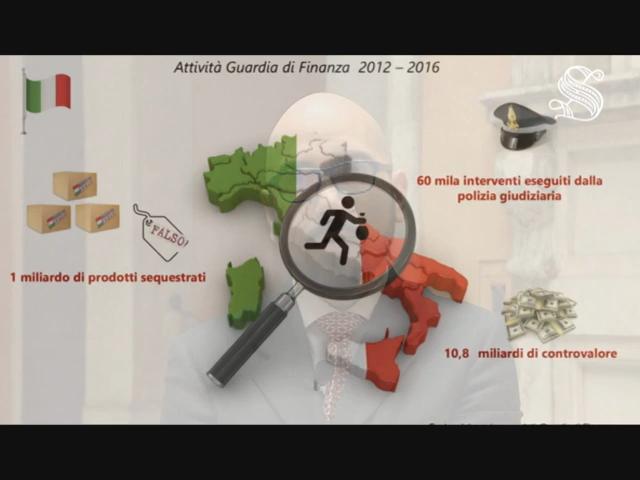 Attività Guardia di Finanza 2012 – 2016
60 mila interventi eseguiti dalla
polizia giudiziaria
FALSO
1 miliardo di prodotti sequestrati
10,8 miliardi di controvalore